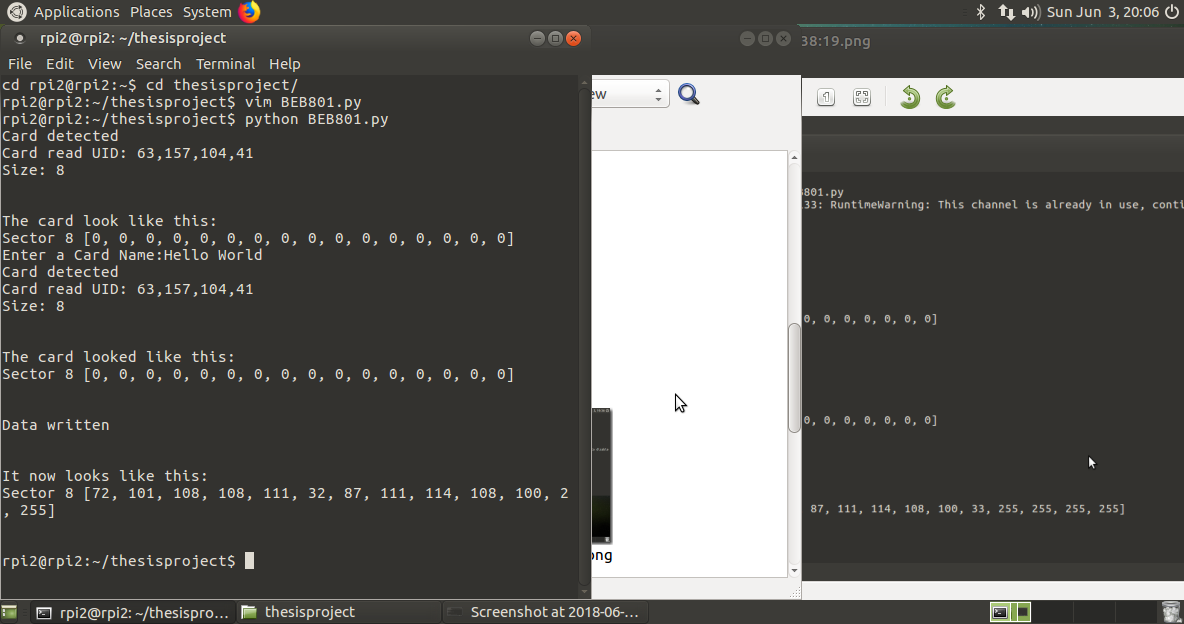 Applications Places System
Sun Jun 3, 20:06
rpi2@rpi2: ~/thesisproject
File Edit View Search Terminal Help
cd rpi2@rpi2:~$ cd thesisproject/
rpi2@rpi2:~/thesisproject$ vim BEB801.py
rpi2@rpi2:~/thesisproject$ python BEB801.py
Card detected
Card read UID: 63,157,104,41
Size: 8
The card look like this:
Sector 8 [0, 0, 0, 0, 0, 0, 0, 0, 0, 0, 0, 0, 0, 0, 0, 0]
Enter a Card Name:Hello World
Card detected
Card read UID: 63,157,104,41
Size: 8
The card looked like this:
Sector 8 [0, 0, 0, 0, 0, 0, 0, 0, 0, 0, 0, 0, 0, 0, 0, 0]
Data written
It now looks like this:
Sector 8 [72, 101, 108, 108, 111, 32, 87, 111, 114, 108, 100, 2
, 255]
rpi2@rpi2:~/thesisproject$
ew
ong
38:19.png
1
801.py
33: RuntimeWarning: This channel is already in use, conti
0, 0, 0, 0, 0, 0, 0]
0, 0, 0, 0, 0, 0, 0]
87, 111, 114, 108, 100, 33, 255, 255, 255, 255]
rpi2@rpi2: ~/thesispro...
thesisproject
Screenshot at 2018-06-...